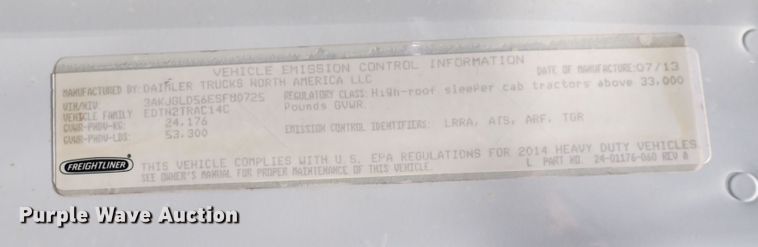 VEHICLE EMISSION CONTROL INFORMATION
MANUFACTURED BY: DAIMLER TRUCKS NORTH AMERICA LLC DATE OF MANUFACTURE: 07/13
VIN/NIV: 3AKJGLD56ESFM0725 REGULATORY CLASS: High-roof sleeper cab tractors above 33,000
VEHICLE FAMILY EDTH2TRAC14C Pounds GVWR.
GVWR-PNBV-KG: 24,176
GVWR-PNBV-LBS: 53,300 EMISSION CONTROL IDENTIFIERS: LRRA, ATS, ARF, TGR
FREIGHTLINER THIS VEHICLE COMPLIES WITH U.S. EPA REGULATIONS FOR 2014 HEAVY DUTY VEHICLES
SEE OWNER'S MANUAL FOR PROPER MAINTENANCE OF THIS VEHICLE. L PART NO. 24-01176-060 REV A
Purple Wave Auction